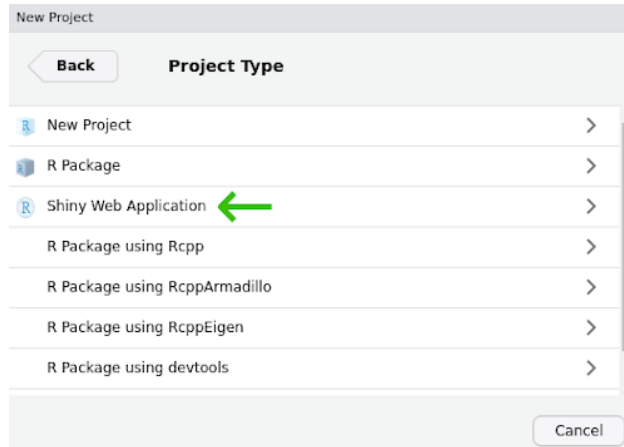 New Project
Back
Project Type
New Project
R Package
Shiny Web Application
R Package using Rcpp
R Package using RcppArmadillo
R Package using RcppEigen
R Package using devtools
Cancel